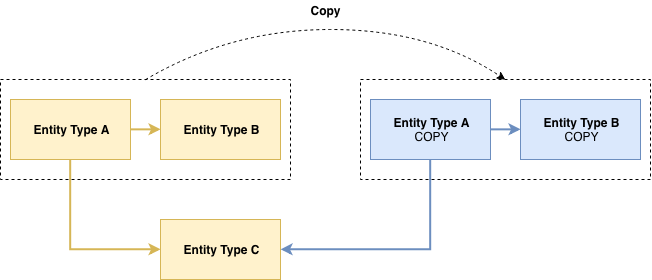 Copy
Entity Type A
Entity Type B
Entity Type A
COPY
Entity Type B
COPY
Entity Type C